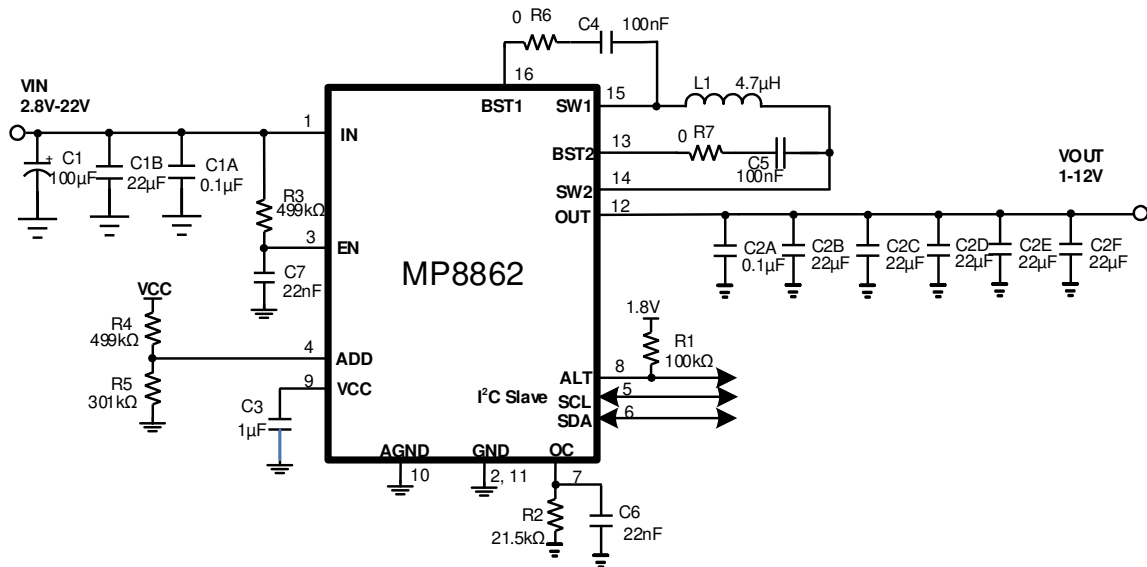 0 R6 C4 100nF
16
BST1
VIN
2.8V-22V
1
IN
C1
+
100µF
C1B
22µF
C1A
0.1µF
R3
499kΩ
3
EN
C7
22nF
VCC
R4
499kΩ
4
ADD
R5
301kΩ
9
VCC
C3
1µF
MP8862
15
SW1
L1 4.7µH
13
BST2
0 R7
C5
100nF
14
SW2
12
OUT
VOUT
1-12V
C2A
0.1µF
C2B
22µF
C2C
22µF
C2D
22µF
C2E
22µF
C2F
22µF
1.8V
R1
100kΩ
8
ALT
I²C Slave
5
SCL
6
SDA
AGND
10
GND
2, 11
OC
7
R2
21.5kΩ
C6
22nF